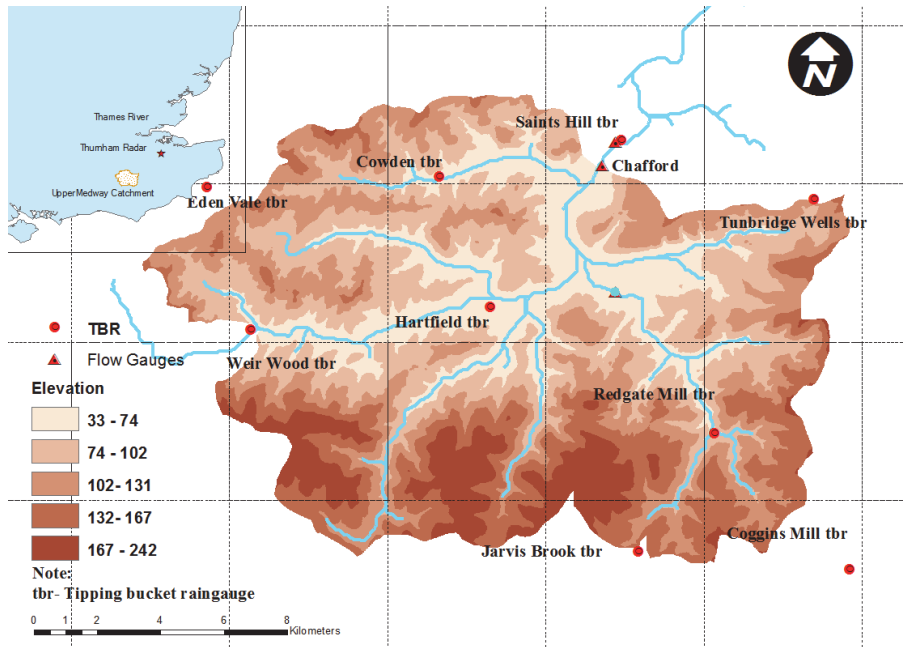 N
Thames River
Thurnham Radar
UpperMedway Catchment
Saints Hill tbr
Chafford
Cowden tbr
Eden Vale tbr
Tunbridge Wells tbr
TBR
Hartfield tbr
Flow Gauges
Weir Wood tbr
Elevation
Redgate Mill tbr
33 - 74
74 - 102
102 - 131
132- 167
167 - 242
Coggins Mill tbr
Jarvis Brook tbr
Note:
tbr- Tipping bucket raingauge
0 1 2 4 6 8
Kilometers